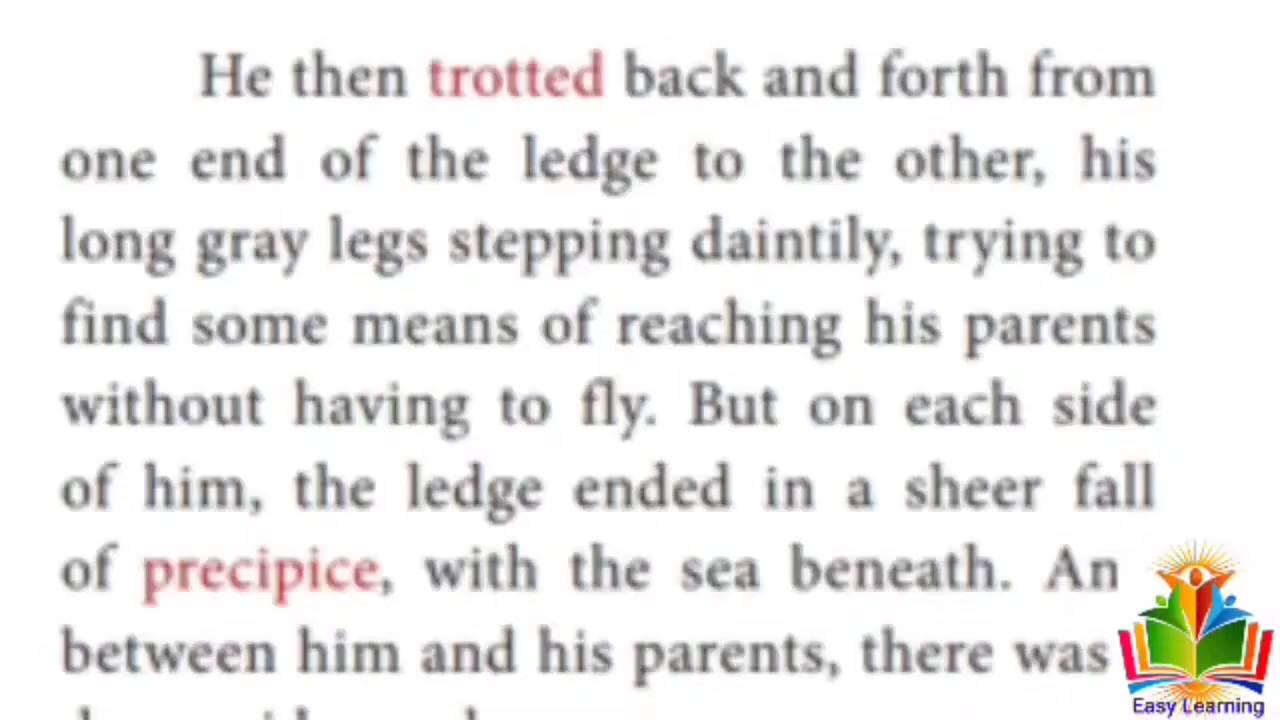 He then trotted back and forth from
one end of the ledge to the other, his
long gray legs stepping daintily, trying to
find some means of reaching his parents
without having to fly. But on each side
of him, the ledge ended in a sheer fall
of precipice, with the sea beneath. An
between him and his parents, there was
Easy Learning